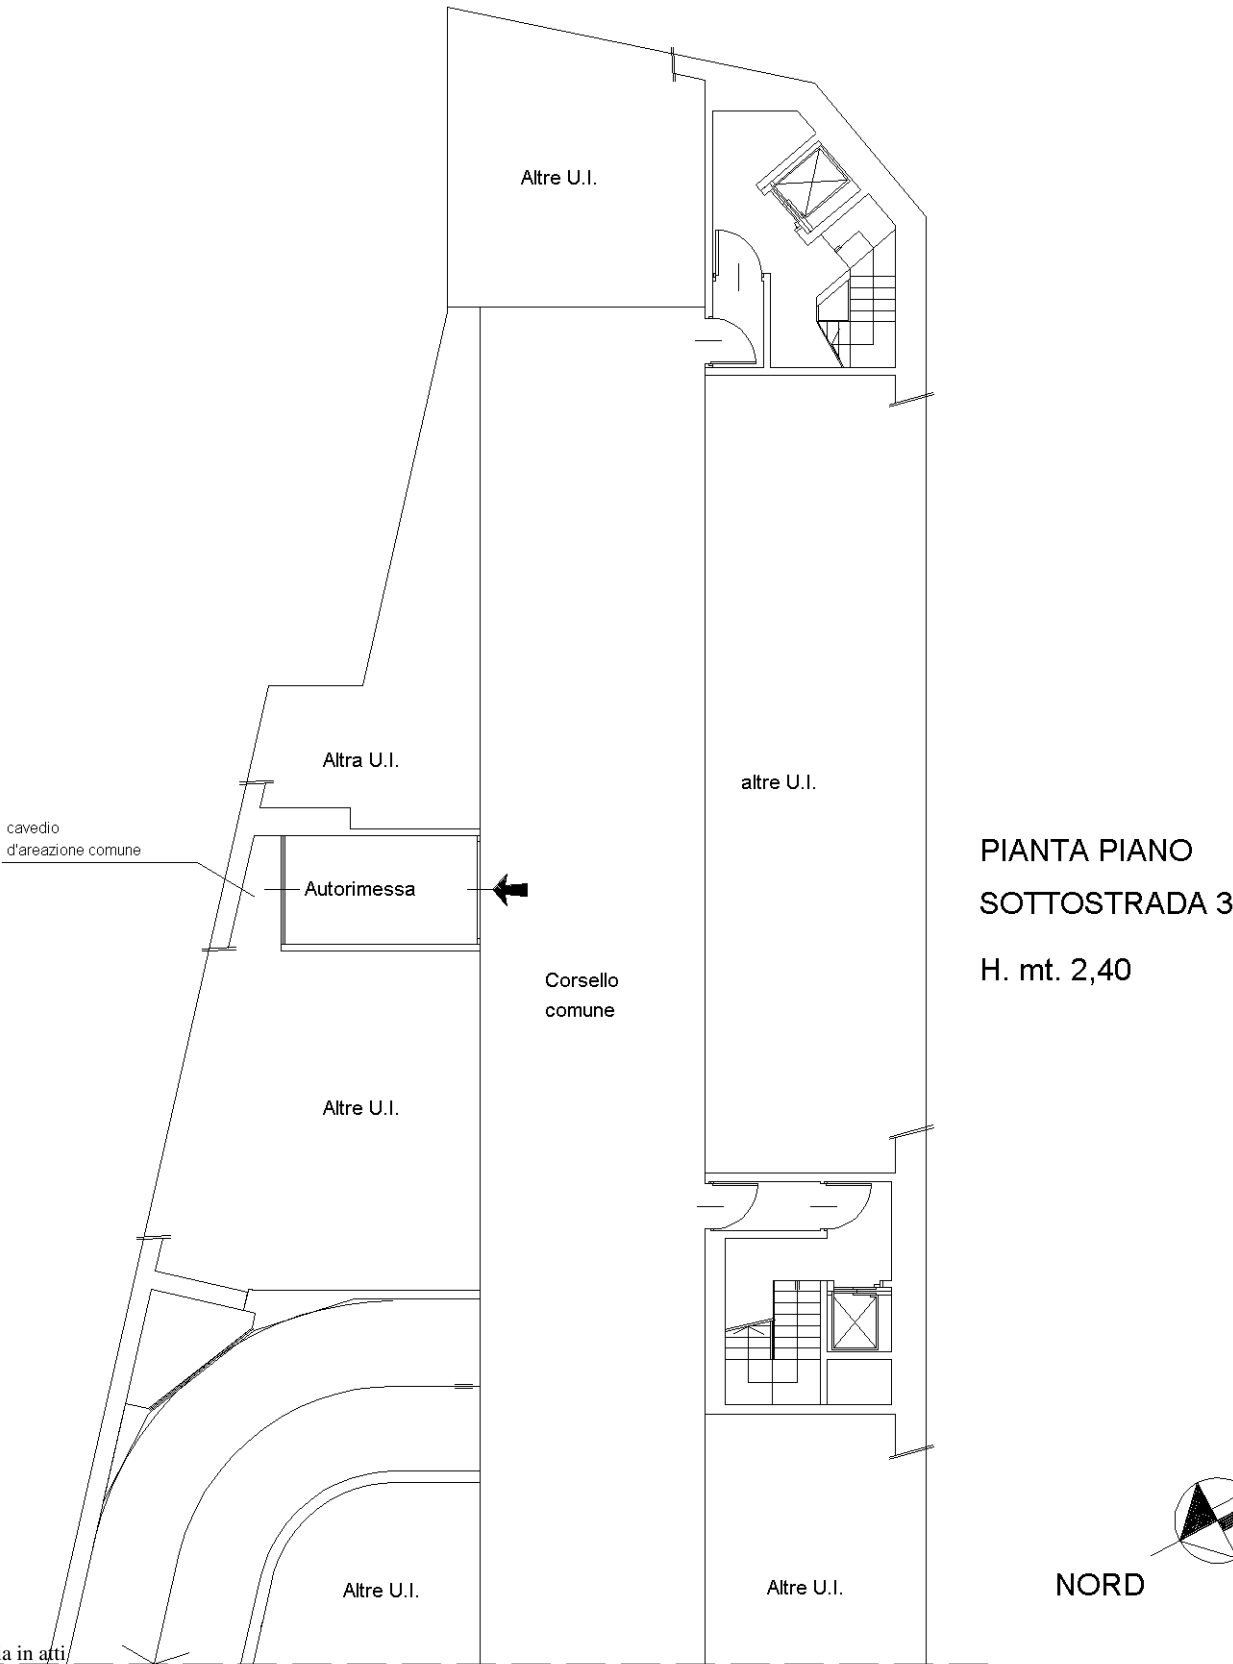 Altre U.I.
Altra U.I.
altre U.I.
cavedio
d'areazione comune
Autorimessa
PIANTA PIANO
SOTTOSTRADA 3
H. mt. 2,40
Corsello
comune
Altre U.I.
Altre U.I.
Altre U.I.
NORD
in atti